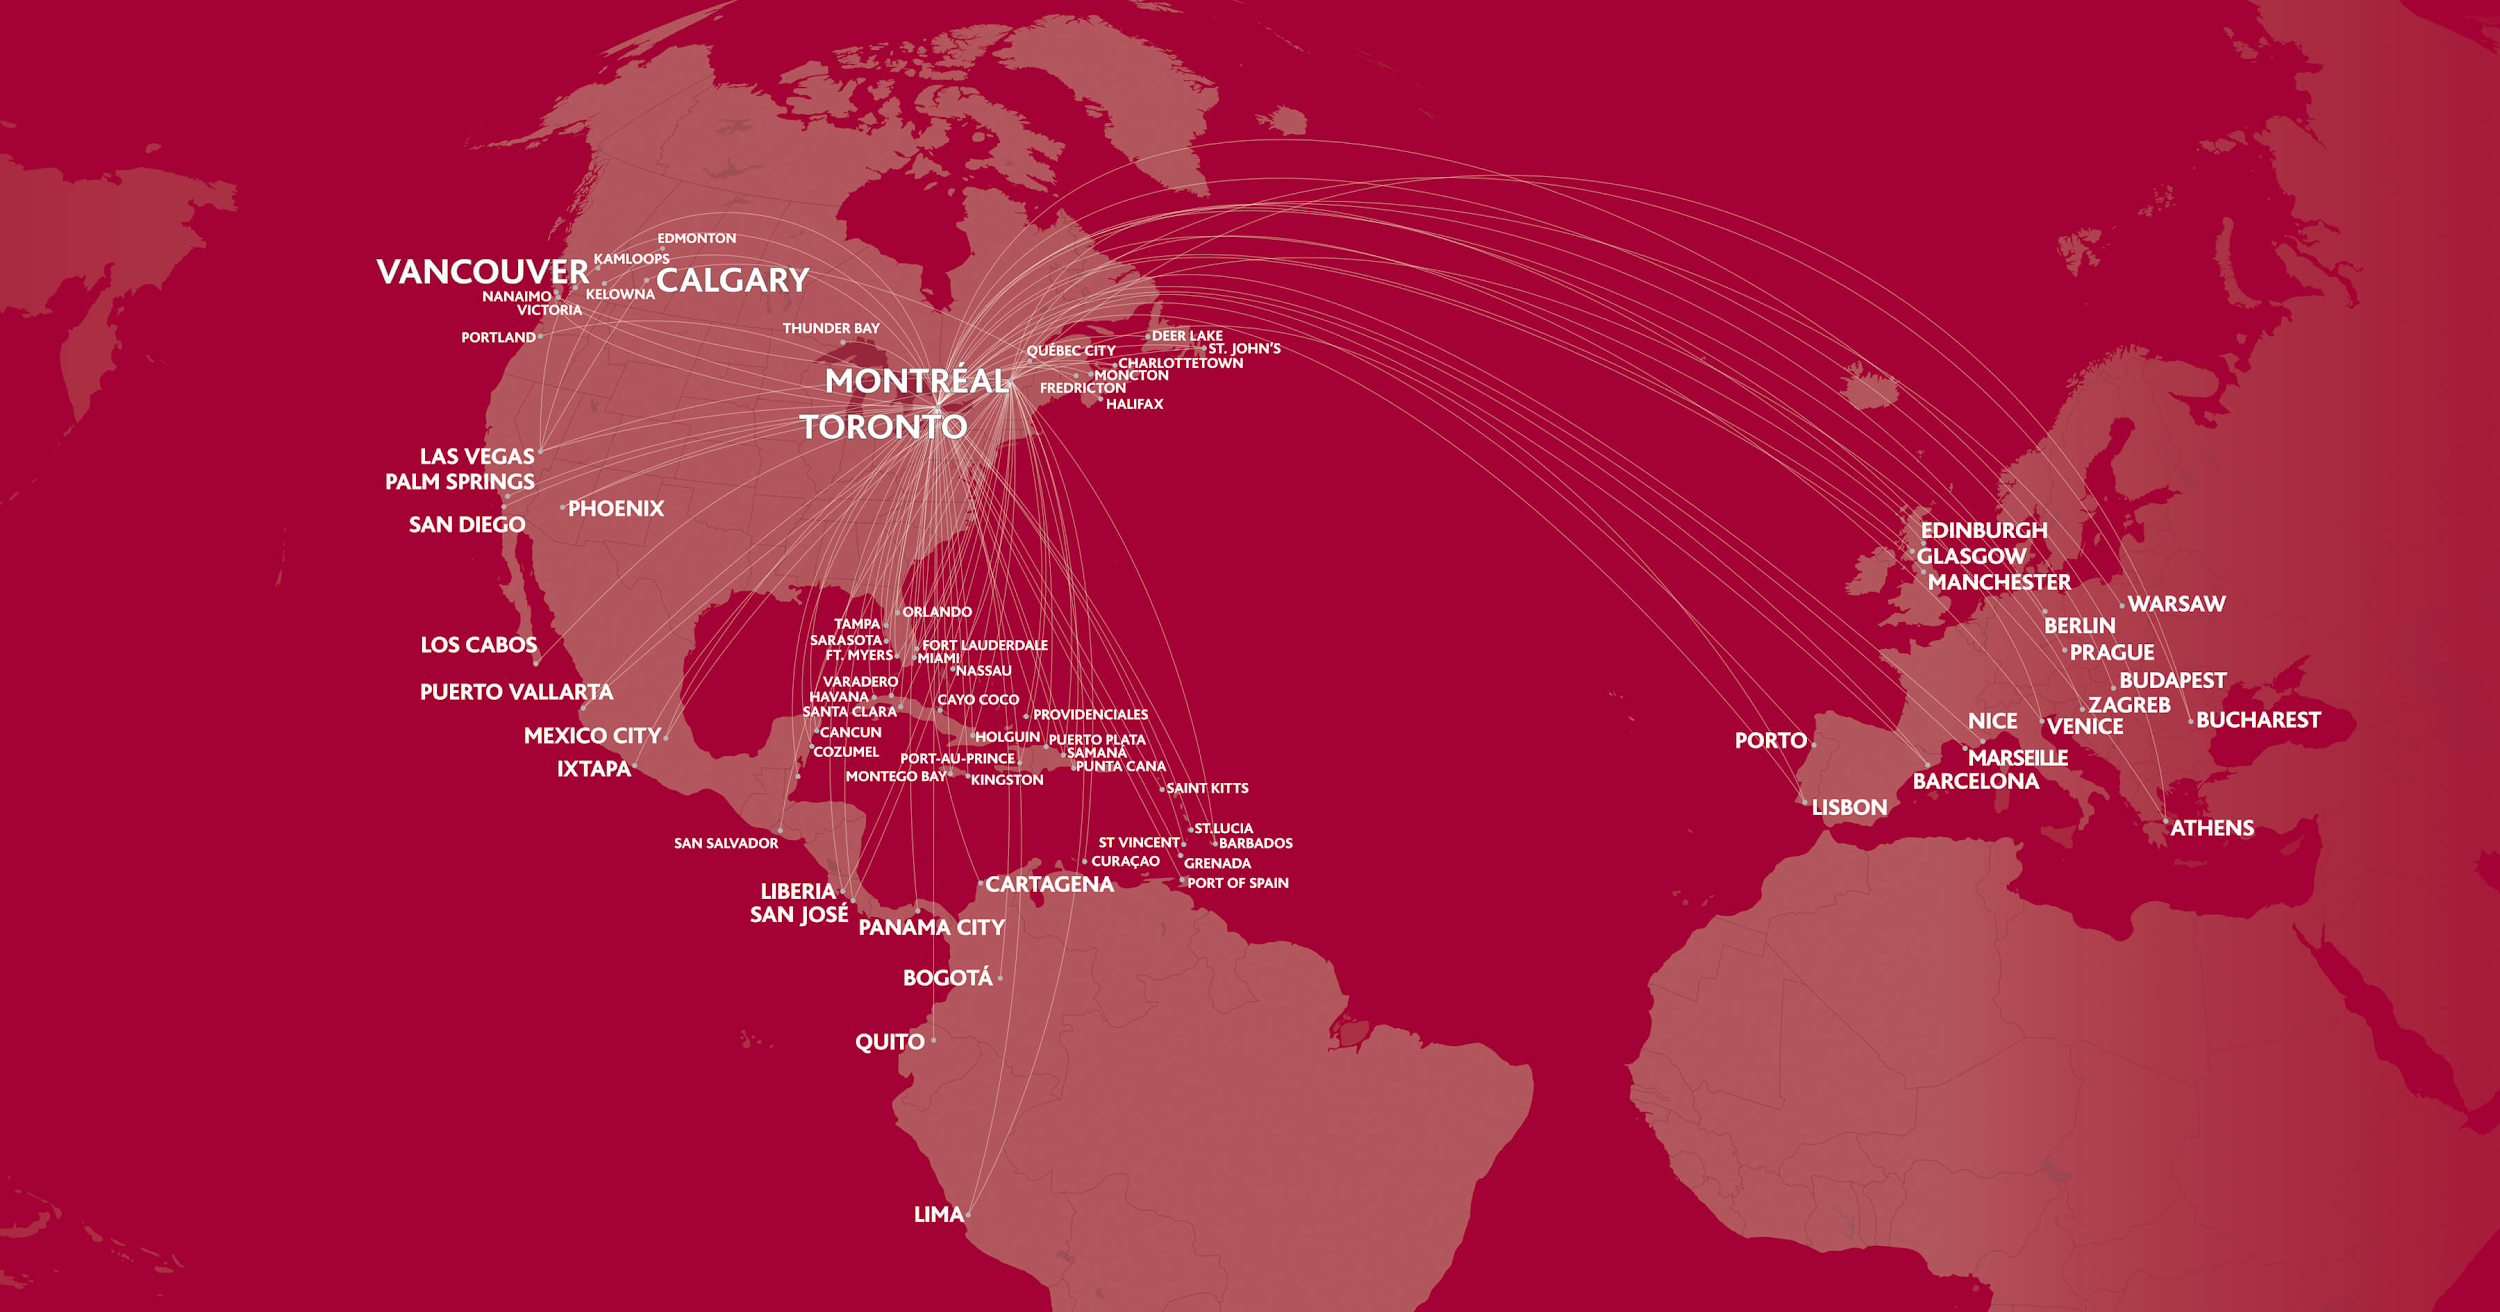 EDMONTON
KAMLOOPS
VANCOUVER
CALGARY
NANAIMO
KELOWNA
VICTORIA
PORTLAND
THUNDER BAY
DEER LAKE
QUÉBEC CITY
ST. JOHN'S
CHARLOTTETOWN
MONCTON
MONTRÉAL
FREDRICTON
HALIFAX
TORONTO
LAS VEGAS
PALM SPRINGS
PHOENIX
SAN DIEGO
EDINBURGH
GLASGOW
MANCHESTER
WARSAW
BERLIN
PRAGUE
BUDAPEST
ZAGREB
NICE
VENICE
BUCHAREST
PORTO
MARSEILLE
BARCELONA
LISBON
ATHENS
ORLANDO
TAMPA
SARASOTA
FORT LAUDERDALE
FT. MYERS
MIAMI
NASSAU
LOS CABOS
VARADERO
PUERTO VALLARTA
HAVANA
CAYO COCO
SANTA CLARA
PROVIDENCIALES
CANCUN
HOLGUIN
PUERTO PLATA
MEXICO CITY
COZUMEL
SAMANÁ
PORT-AU-PRINCE
PUNTA CANA
IXTAPA
MONTEGO BAY
KINGSTON
SAINT KITTS
ST.LUCIA
SAN SALVADOR
ST VINCENT
BARBADOS
CURAÇAO
GRENADA
LIBERIA
CARTAGENA
PORT OF SPAIN
SAN JOSÉ
PANAMA CITY
BOGOTÁ
QUITO
LIMA